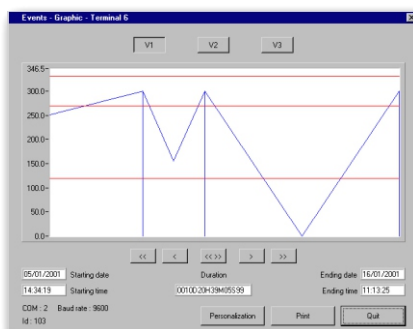 Events - Graphic - Terminal 6
V1 V2 V3
346.5
300.0
250.0
200.0
150.0
100.0
50.0
0.0
<< < << >> > >>
05/01/2001 Starting date Duration Ending date 16/01/2001
14:34:19 Starting time 0010D20H39M05S99 Ending time 11:13:25
COM : 2 Baud rate : 9600
Id : 103
Personalization Print Quit